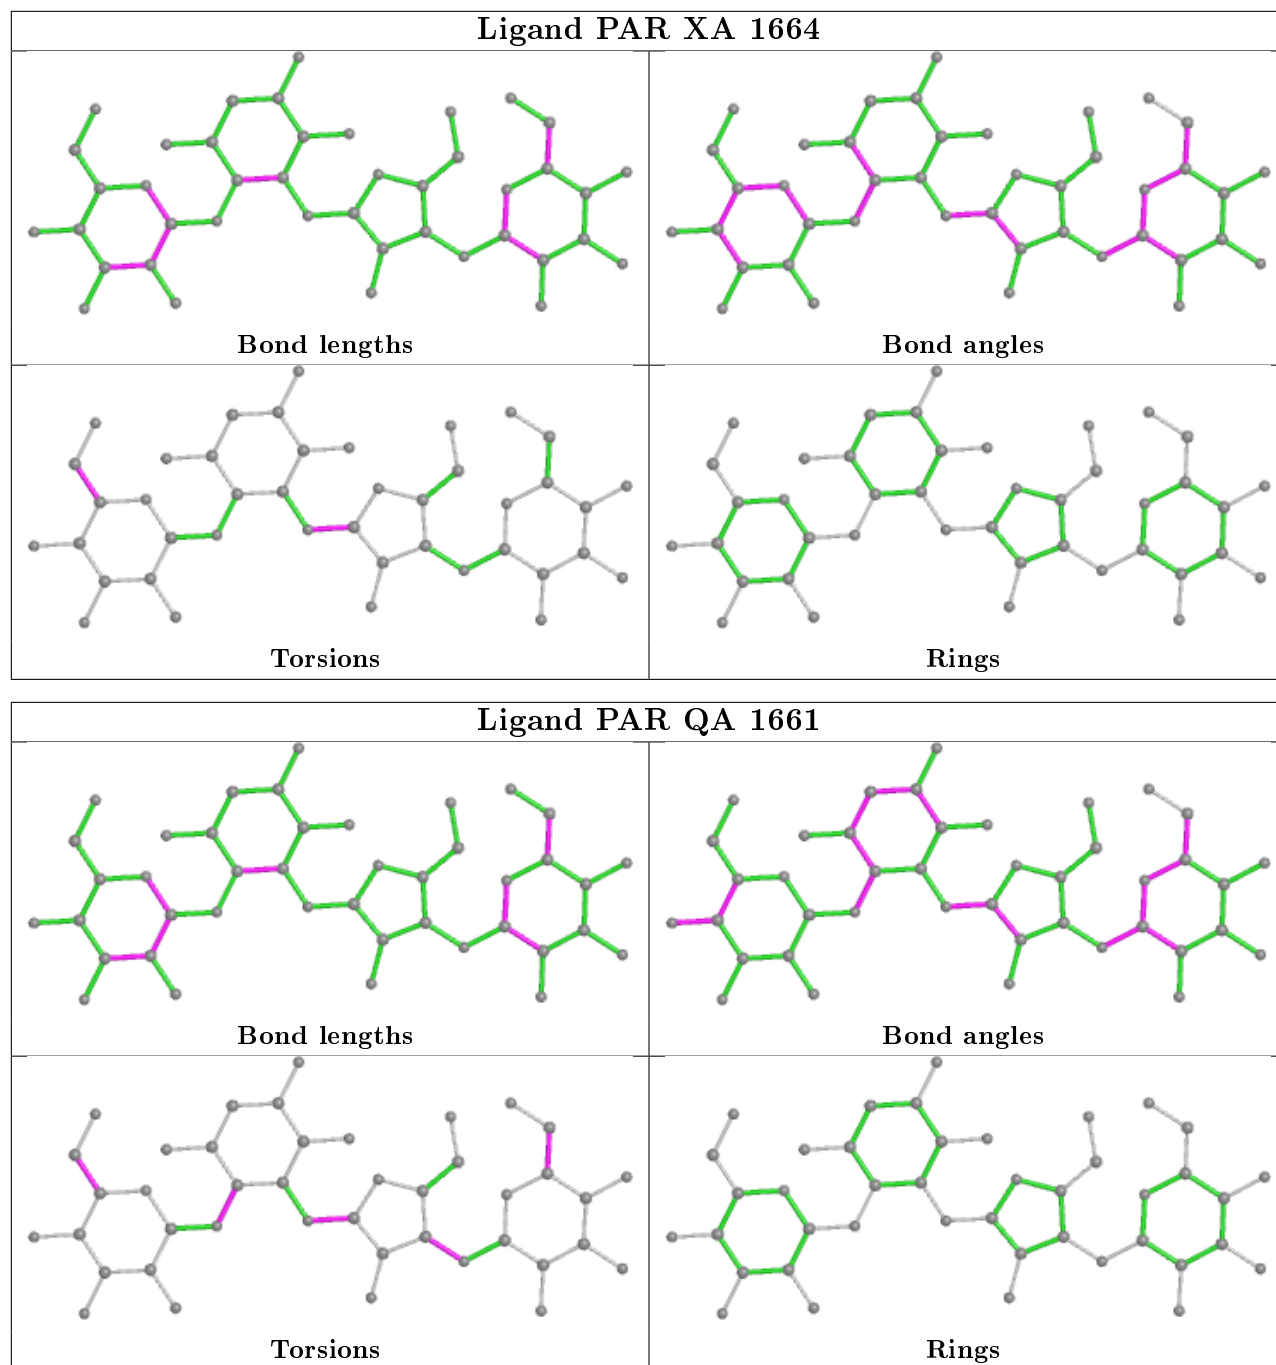 Ligand PAR XA 1664
Bond lengths
Bond angles
Torsions
Rings
Ligand PAR QA 1661
Bond lengths
Bond angles
Torsions
Rings